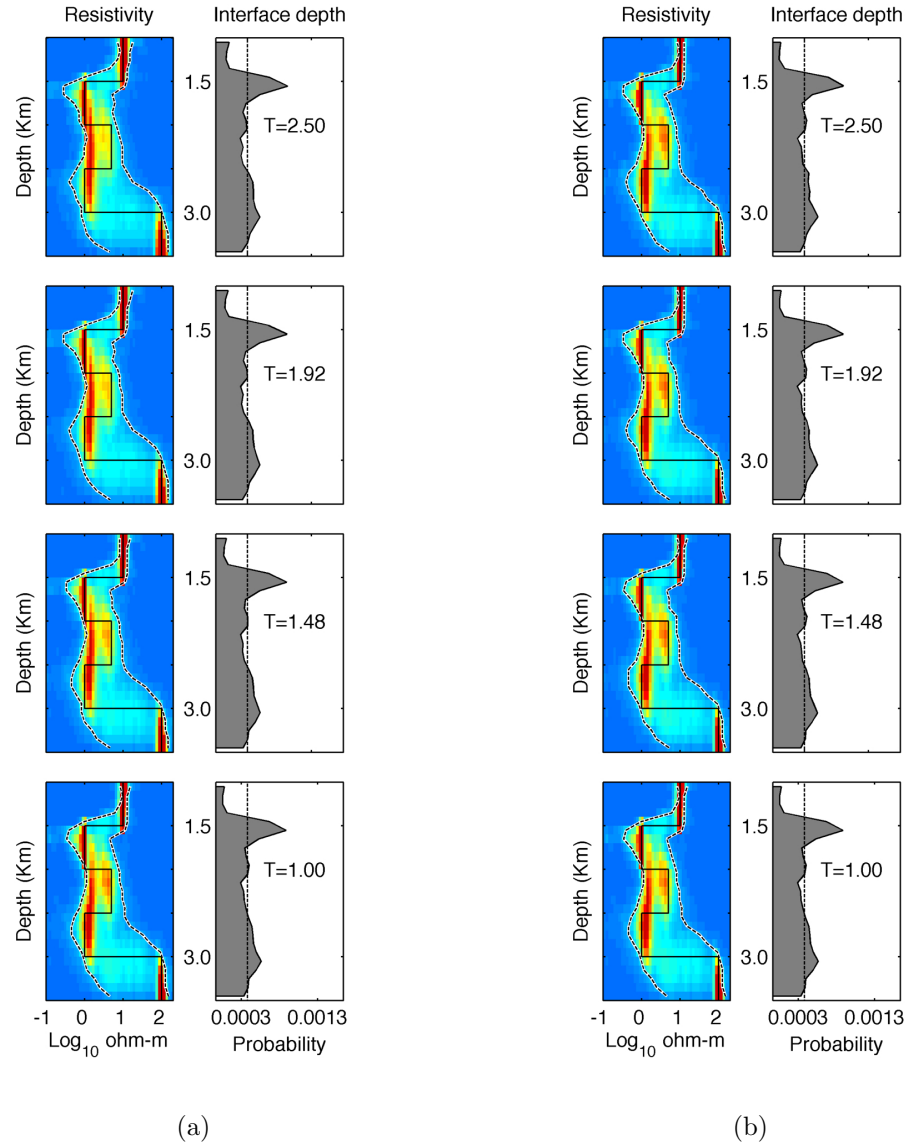 Resistivity Interface depth
Depth (Km)
1.5
3.0
T=2.50
Depth (Km)
1.5
3.0
T=1.92
Depth (Km)
1.5
3.0
T=1.48
Depth (Km)
1.5
3.0
T=1.00
-1 0 1 2
Log10 ohm-m
0.0003 0.0013
Probability
(a)
Resistivity Interface depth
Depth (Km)
1.5
3.0
T=2.50
Depth (Km)
1.5
3.0
T=1.92
Depth (Km)
1.5
3.0
T=1.48
Depth (Km)
1.5
3.0
T=1.00
-1 0 1 2
Log10 ohm-m
0.0003 0.0013
Probability
(b)